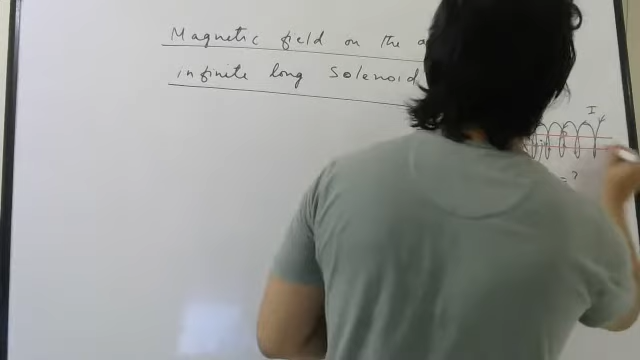 Magnetic field on the
infinite long Solenoid
I
= ?